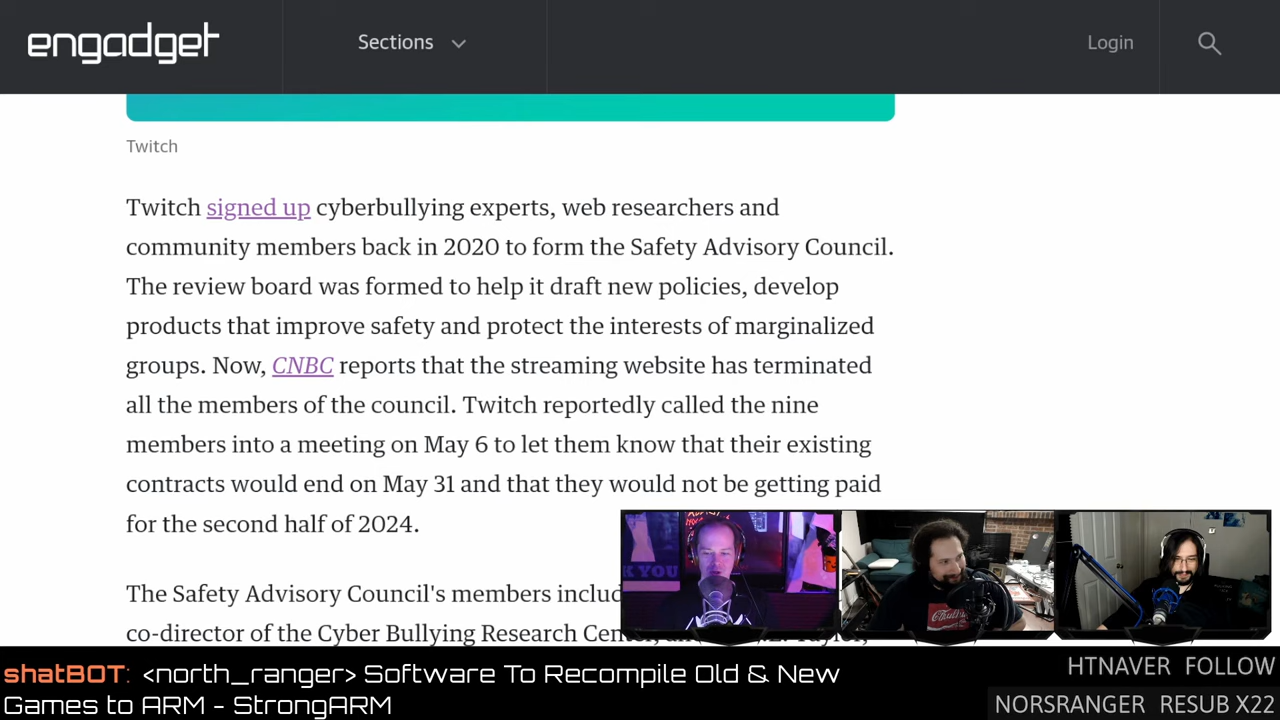 engadget
Sections
Login
Twitch
Twitch signed up cyberbullying experts, web researchers and
community members back in 2020 to form the Safety Advisory Council.
The review board was formed to help it draft new policies, develop
products that improve safety and protect the interests of marginalized
groups. Now, CNBC reports that the streaming website has terminated
all the members of the council. Twitch reportedly called the nine
members into a meeting on May 6 to let them know that their existing
contracts would end on May 31 and that they would not be getting paid
for the second half of 2024.
The Safety Advisory Council's members includ
co-director of the Cyber Bullying Research Center,
K YOU
shatBOT: <north_ranger> Software To Recompile Old & New
Games to ARM - StrongARM
HTNAVER FOLLOW
NORSRANGER RESUB X22